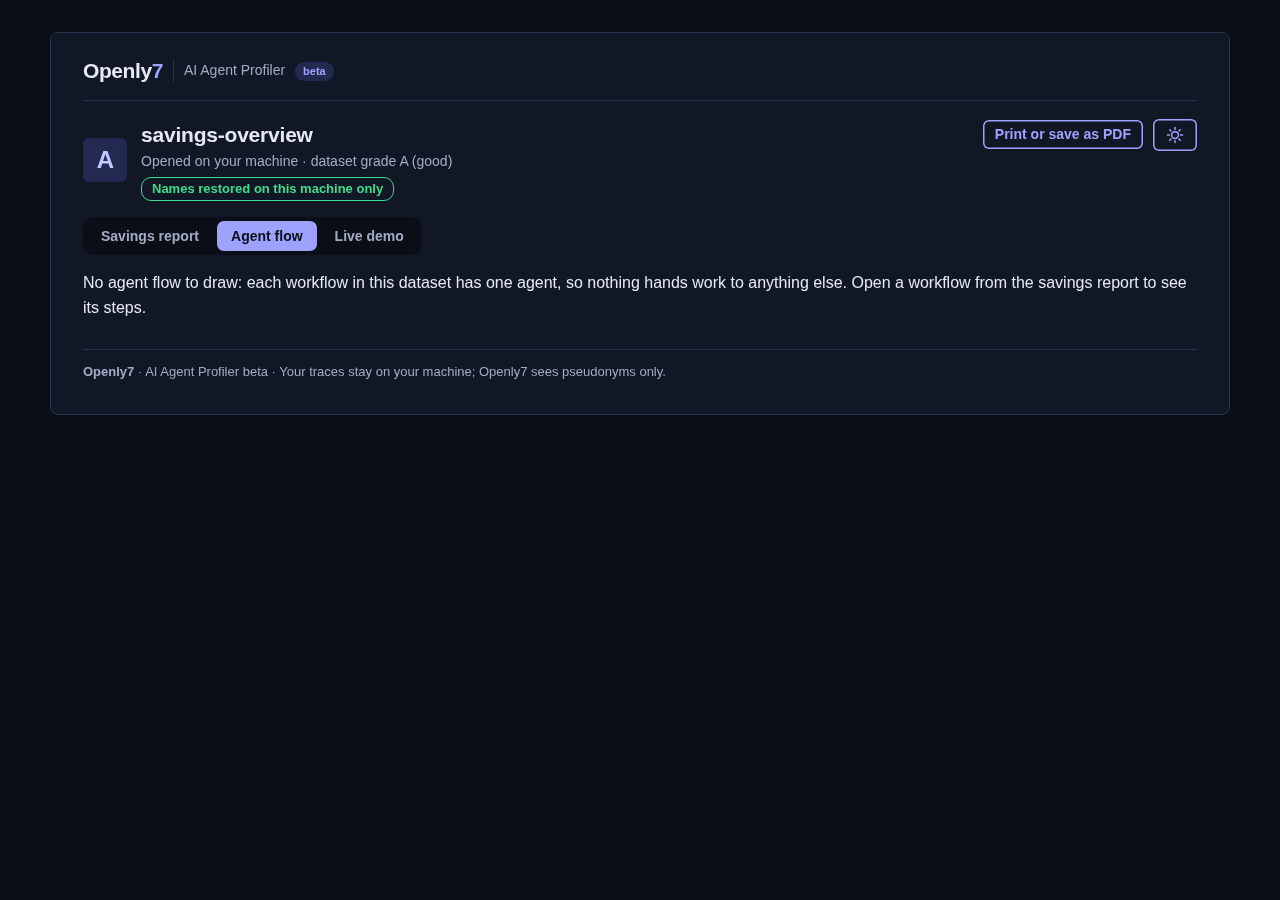 Openly7 AI Agent Profiler beta
A
savings-overview
Opened on your machine · dataset grade A (good)
Names restored on this machine only
Print or save as PDF
Savings report Agent flow Live demo
No agent flow to draw: each workflow in this dataset has one agent, so nothing hands work to anything else. Open a workflow from the savings report to see
its steps.
Openly7 · AI Agent Profiler beta · Your traces stay on your machine; Openly7 sees pseudonyms only.